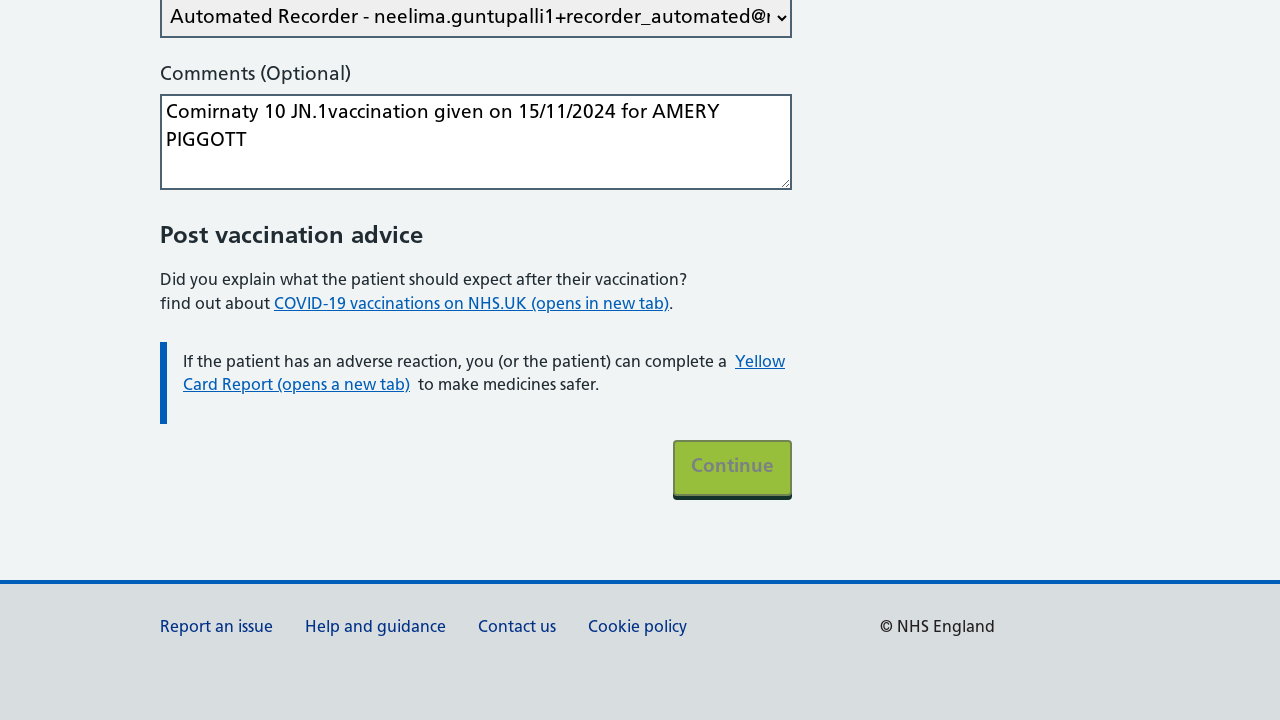 Automated Recorder - neelima.guntupalli1+recorder_automated@
Comments (Optional)
Comirnaty 10 JN.1vaccination given on 15/11/2024 for AMERY
PIGGOTT
Post vaccination advice
Did you explain what the patient should expect after their vaccination?
find out about COVID-19 vaccinations on NHS.UK (opens in new tab).
If the patient has an adverse reaction, you (or the patient) can complete a Yellow
Card Report (opens a new tab) to make medicines safer.
Continue
Report an issue Help and guidance Contact us Cookie policy © NHS England